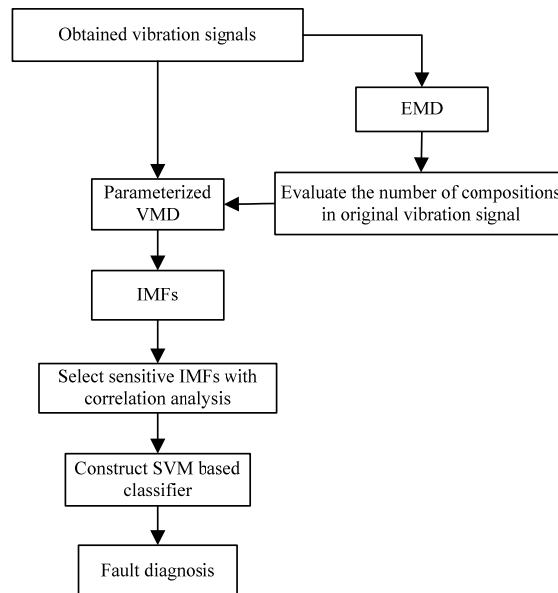 Obtained vibration signals
EMD
Evaluate the number of compositions
in original vibration signal
Parameterized
VMD
IMFs
Select sensitive IMFs with
correlation analysis
Construct SVM based
classifier
Fault diagnosis